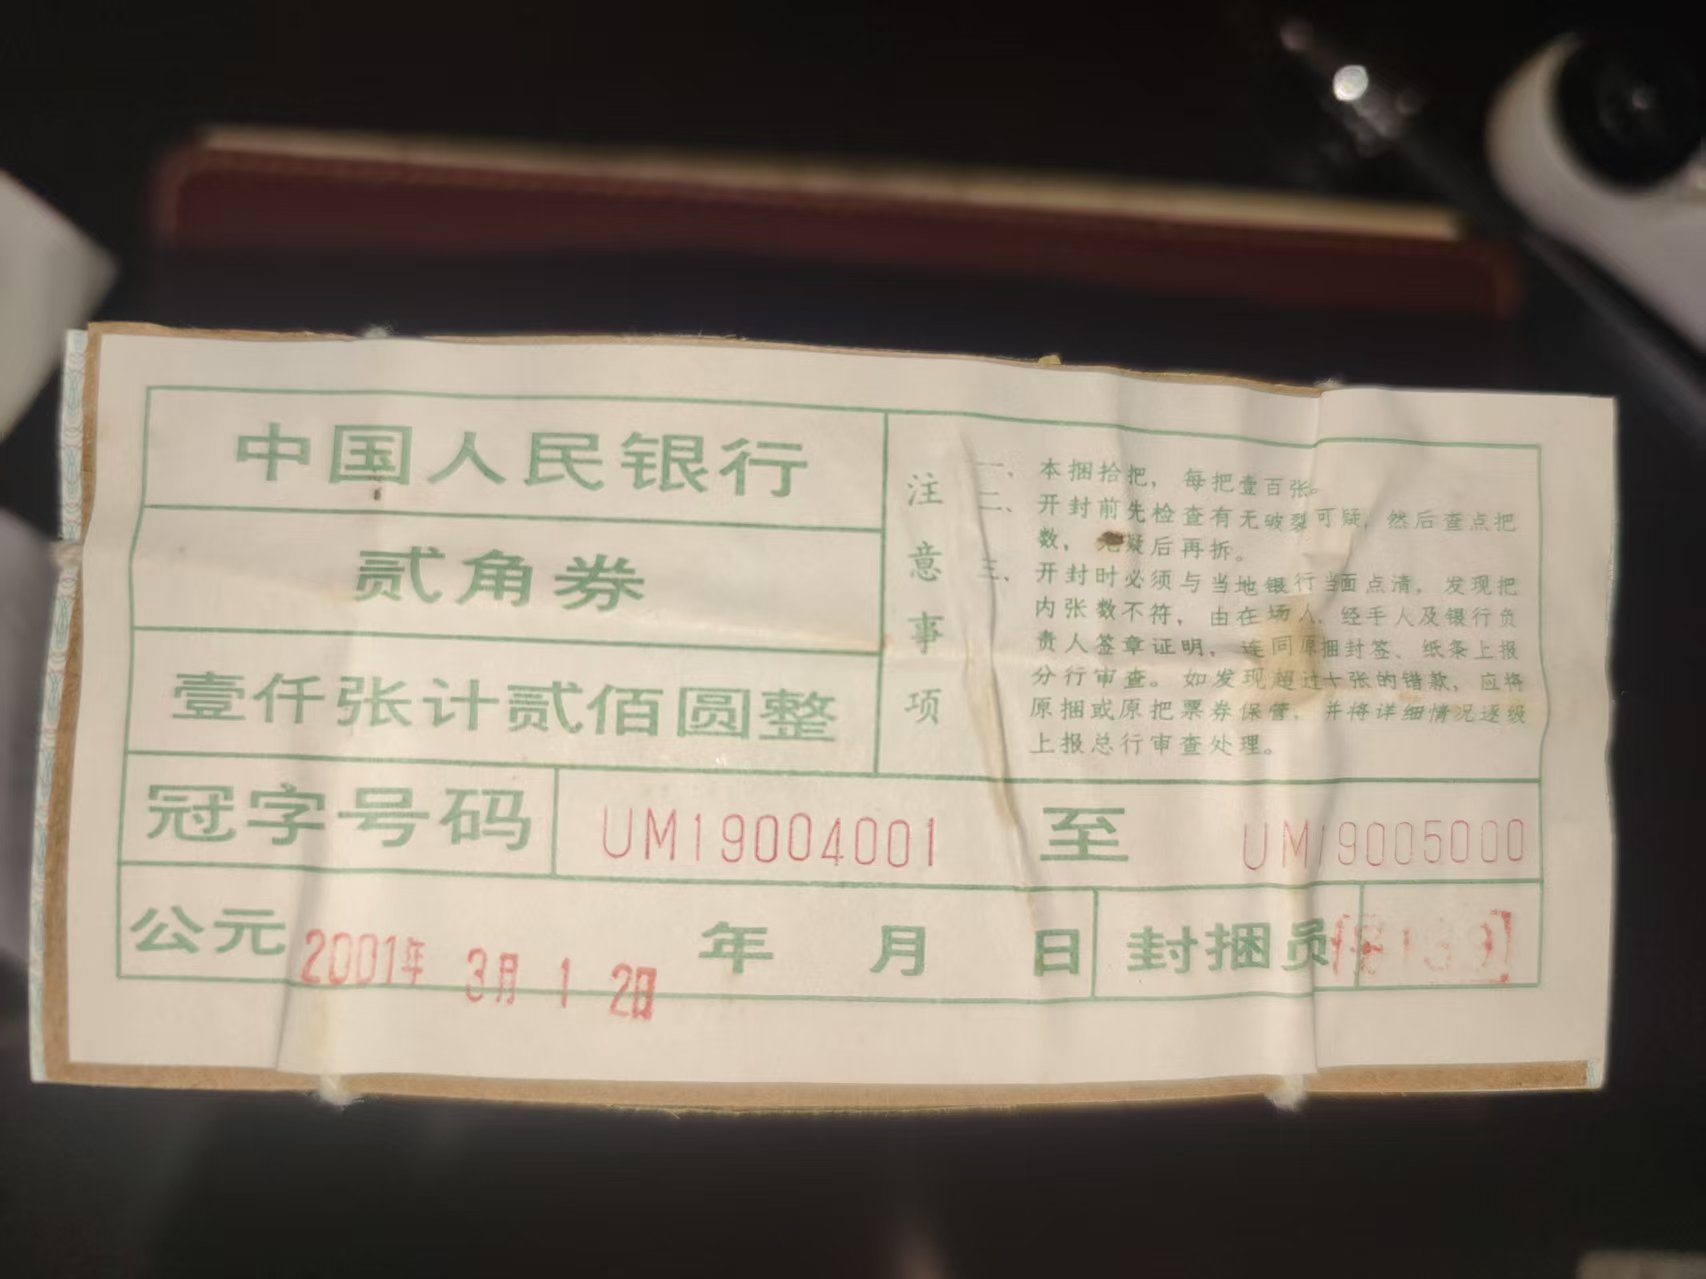 中国人民银行
贰角券
壹仟张计贰佰圆整
注意事项
一、本捆拾把，每把壹百张。
二、开封前先检查有无破裂可疑，然后查点把
数，无疑后再拆。
三、开封时必须与当地银行当面点清，发现把
内张数不符，由在场人、经手人及银行负
责人签章证明，连同原捆封签、纸条上报
分行审查。如发现超过十张的错款，应将
原捆或原把票券保管，并将详细情况逐级
上报总行审查处理。
冠字号码 UM19004001 至 UM19005000
公元 2001年 3月 1 2日 年 月 日 封捆员